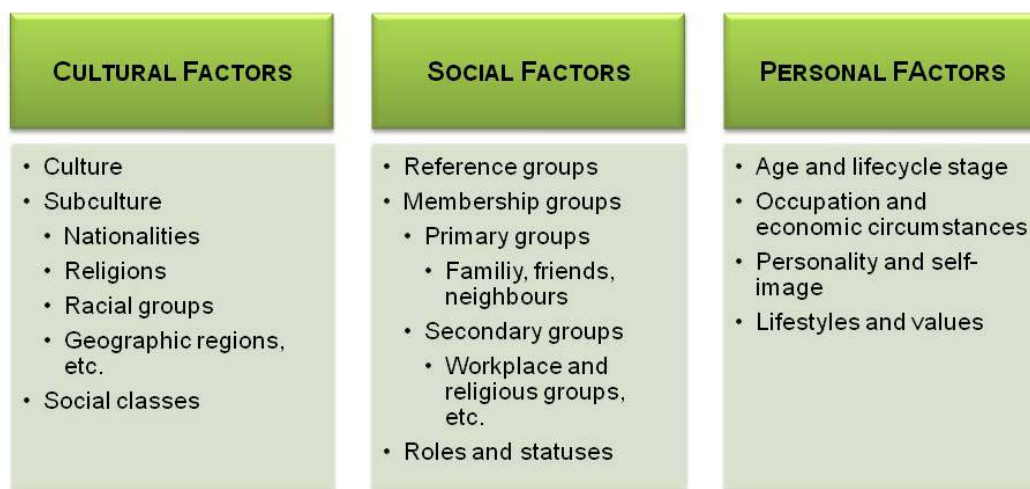 CULTURAL FACTORS
• Culture
• Subculture
• Nationalities
• Religions
• Racial groups
• Geographic regions,
etc.
• Social classes
SOCIAL FACTORS
• Reference groups
• Membership groups
• Primary groups
• Familiy, friends,
neighbours
• Secondary groups
• Workplace and
religious groups,
etc.
• Roles and statuses
PERSONAL FACTORS
• Age and lifecycle stage
• Occupation and
economic circumstances
• Personality and self-
image
• Lifestyles and values